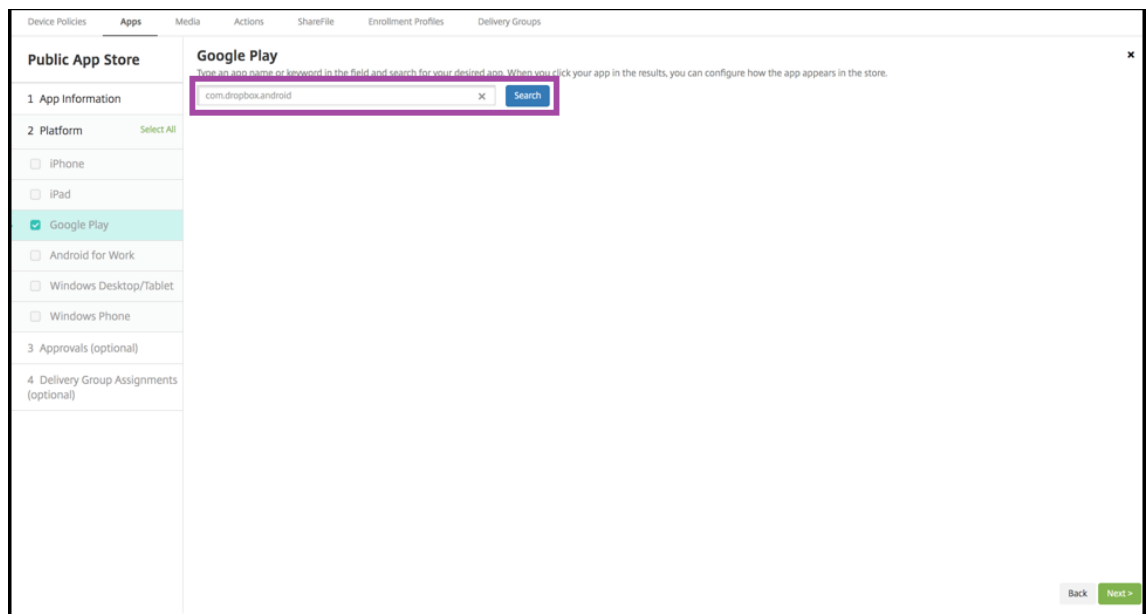 Device Policies Apps Media Actions ShareFile Enrollment Profiles Delivery Groups
Public App Store
1 App Information
2 Platform Select All
iPhone
iPad
Google Play
Android for Work
Windows Desktop/Tablet
Windows Phone
3 Approvals (optional)
4 Delivery Group Assignments
(optional)
Google Play
Type an app name or keyword in the field and search for your desired app. When you click your app in the results, you can configure how the app appears in the store.
com.dropbox.android Search
Back Next >